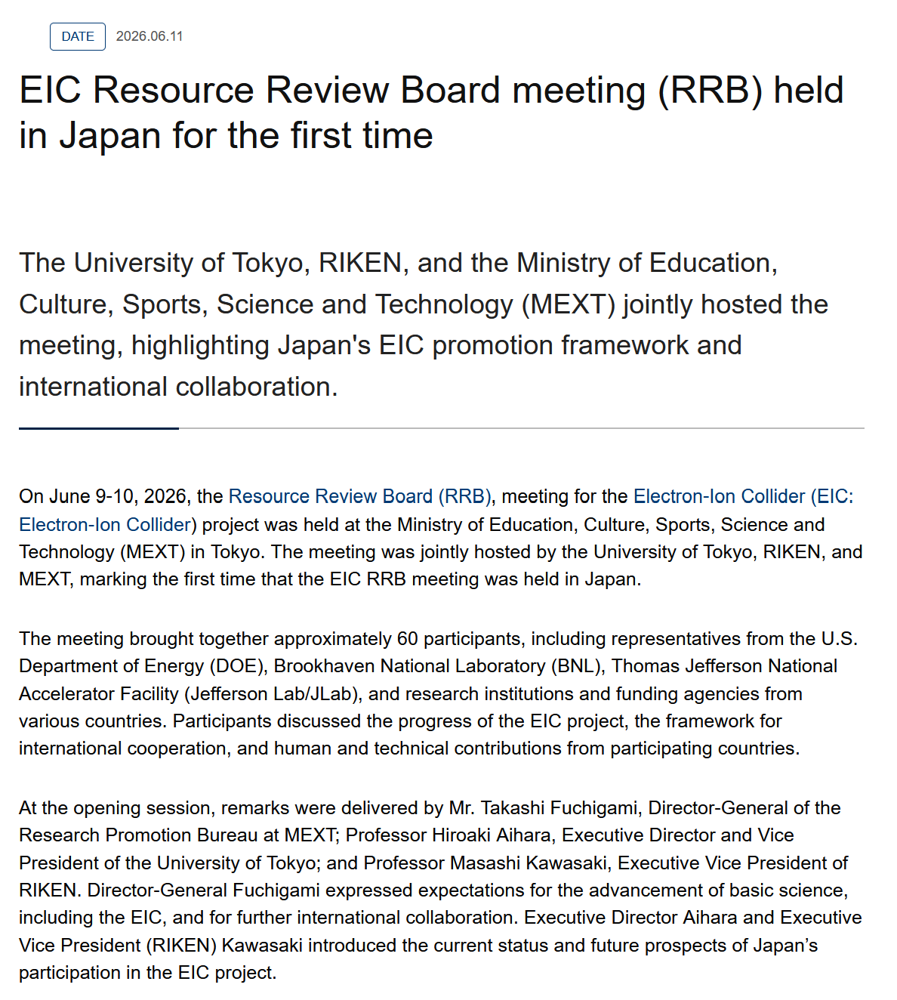 DATE 2026.06.11
EIC Resource Review Board meeting (RRB) held
in Japan for the first time
The University of Tokyo, RIKEN, and the Ministry of Education,
Culture, Sports, Science and Technology (MEXT) jointly hosted the
meeting, highlighting Japan's EIC promotion framework and
international collaboration.
On June 9-10, 2026, the Resource Review Board (RRB), meeting for the Electron-Ion Collider (EIC:
Electron-Ion Collider) project was held at the Ministry of Education, Culture, Sports, Science and
Technology (MEXT) in Tokyo. The meeting was jointly hosted by the University of Tokyo, RIKEN, and
MEXT, marking the first time that the EIC RRB meeting was held in Japan.
The meeting brought together approximately 60 participants, including representatives from the U.S.
Department of Energy (DOE), Brookhaven National Laboratory (BNL), Thomas Jefferson National
Accelerator Facility (Jefferson Lab/JLab), and research institutions and funding agencies from
various countries. Participants discussed the progress of the EIC project, the framework for
international cooperation, and human and technical contributions from participating countries.
At the opening session, remarks were delivered by Mr. Takashi Fuchigami, Director-General of the
Research Promotion Bureau at MEXT; Professor Hiroaki Aihara, Executive Director and Vice
President of the University of Tokyo; and Professor Masashi Kawasaki, Executive Vice President of
RIKEN. Director-General Fuchigami expressed expectations for the advancement of basic science,
including the EIC, and for further international collaboration. Executive Director Aihara and Executive
Vice President (RIKEN) Kawasaki introduced the current status and future prospects of Japan’s
participation in the EIC project.